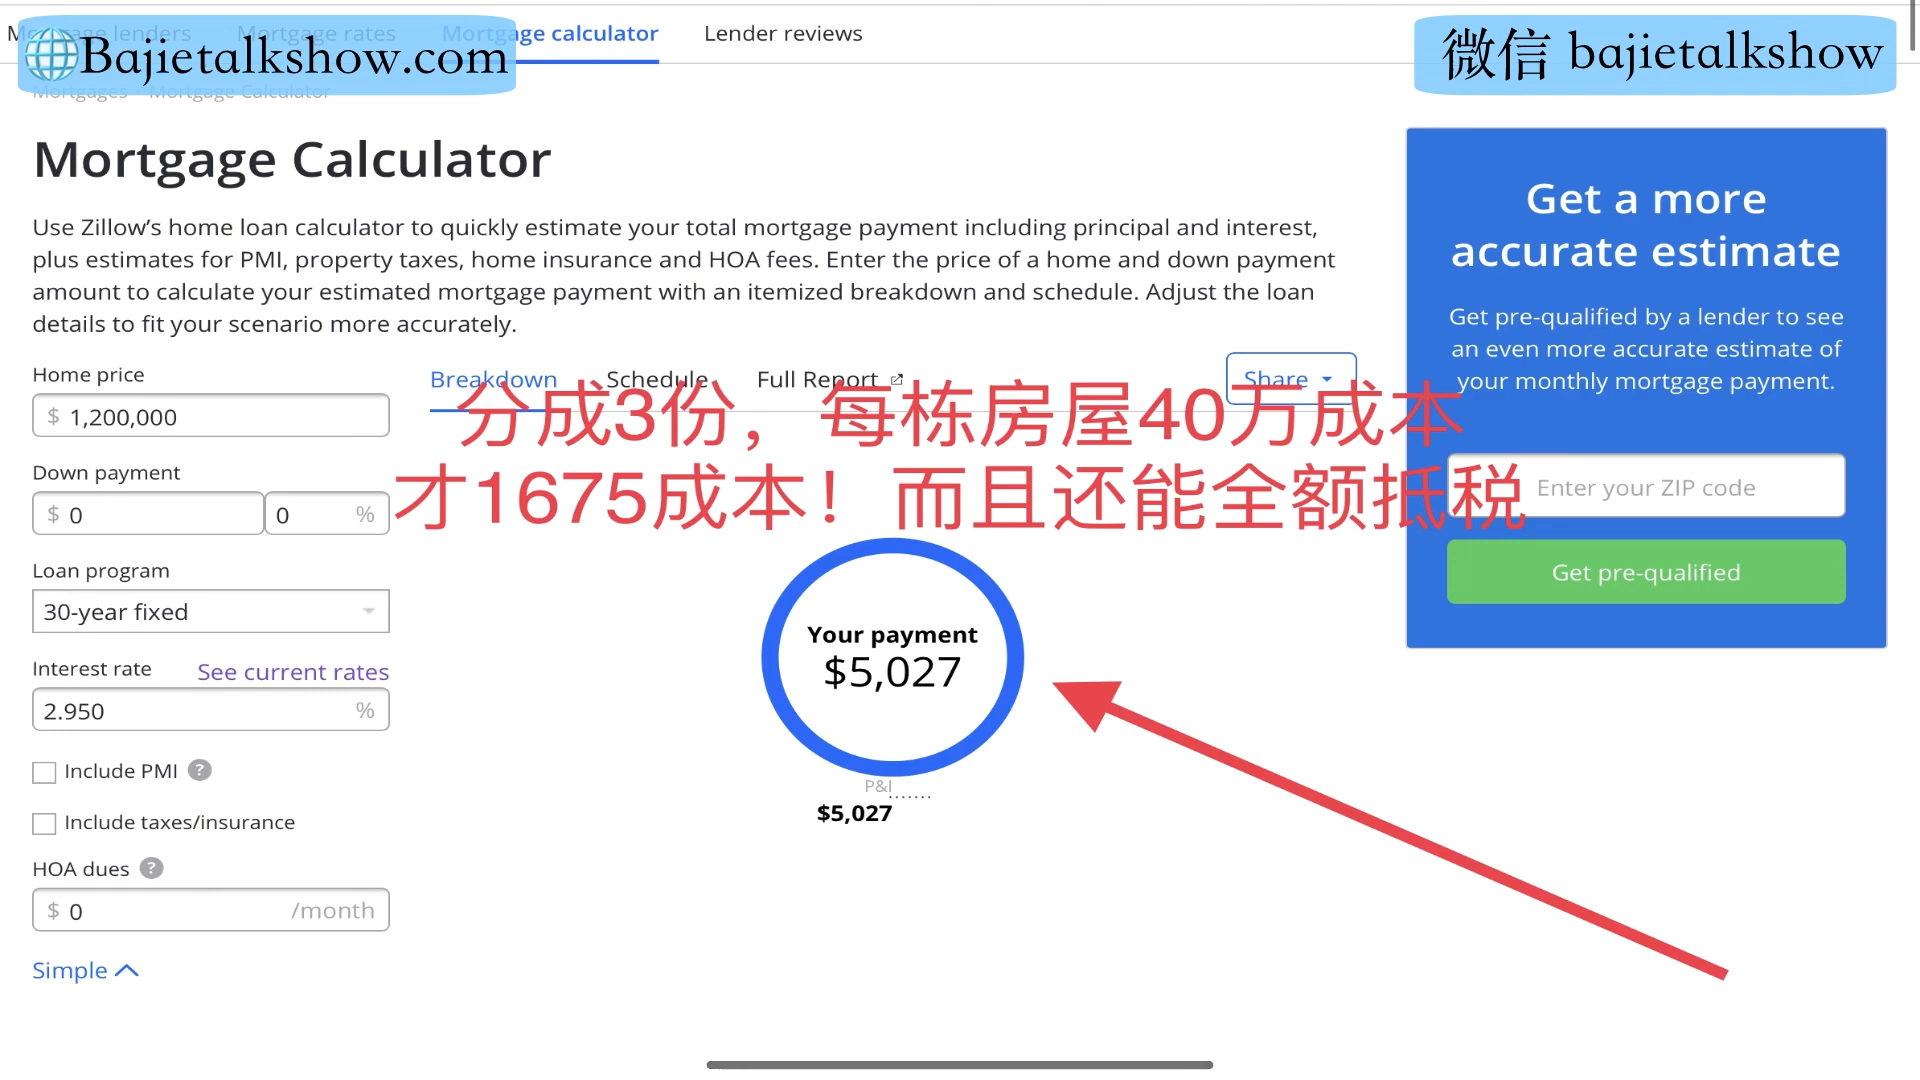 Mortgage lenders
Mortgage rates
Mortgage calculator
Lender reviews
Bajietalkshow.com
微信 bajietalkshow
Mortgages
Mortgage Calculator
Mortgage Calculator
Use Zillow’s home loan calculator to quickly estimate your total mortgage payment including principal and interest,
plus estimates for PMI, property taxes, home insurance and HOA fees. Enter the price of a home and down payment
amount to calculate your estimated mortgage payment with an itemized breakdown and schedule. Adjust the loan
details to fit your scenario more accurately.
Get a more
accurate estimate
Get pre-qualified by a lender to see
an even more accurate estimate of
your monthly mortgage payment.
Enter your ZIP code
Get pre-qualified
Breakdown
Schedule
Full Report
Share
分成3份，每栋房屋40万成本
才1675成本！而且还能全额抵税
Home price
$ 1,200,000
Down payment
$ 0
0 %
Loan program
30-year fixed
Interest rate
See current rates
2.950 %
Include PMI ?
Include taxes/insurance
HOA dues ?
$ 0 /month
Simple
Your payment
$5,027
P&I
$5,027